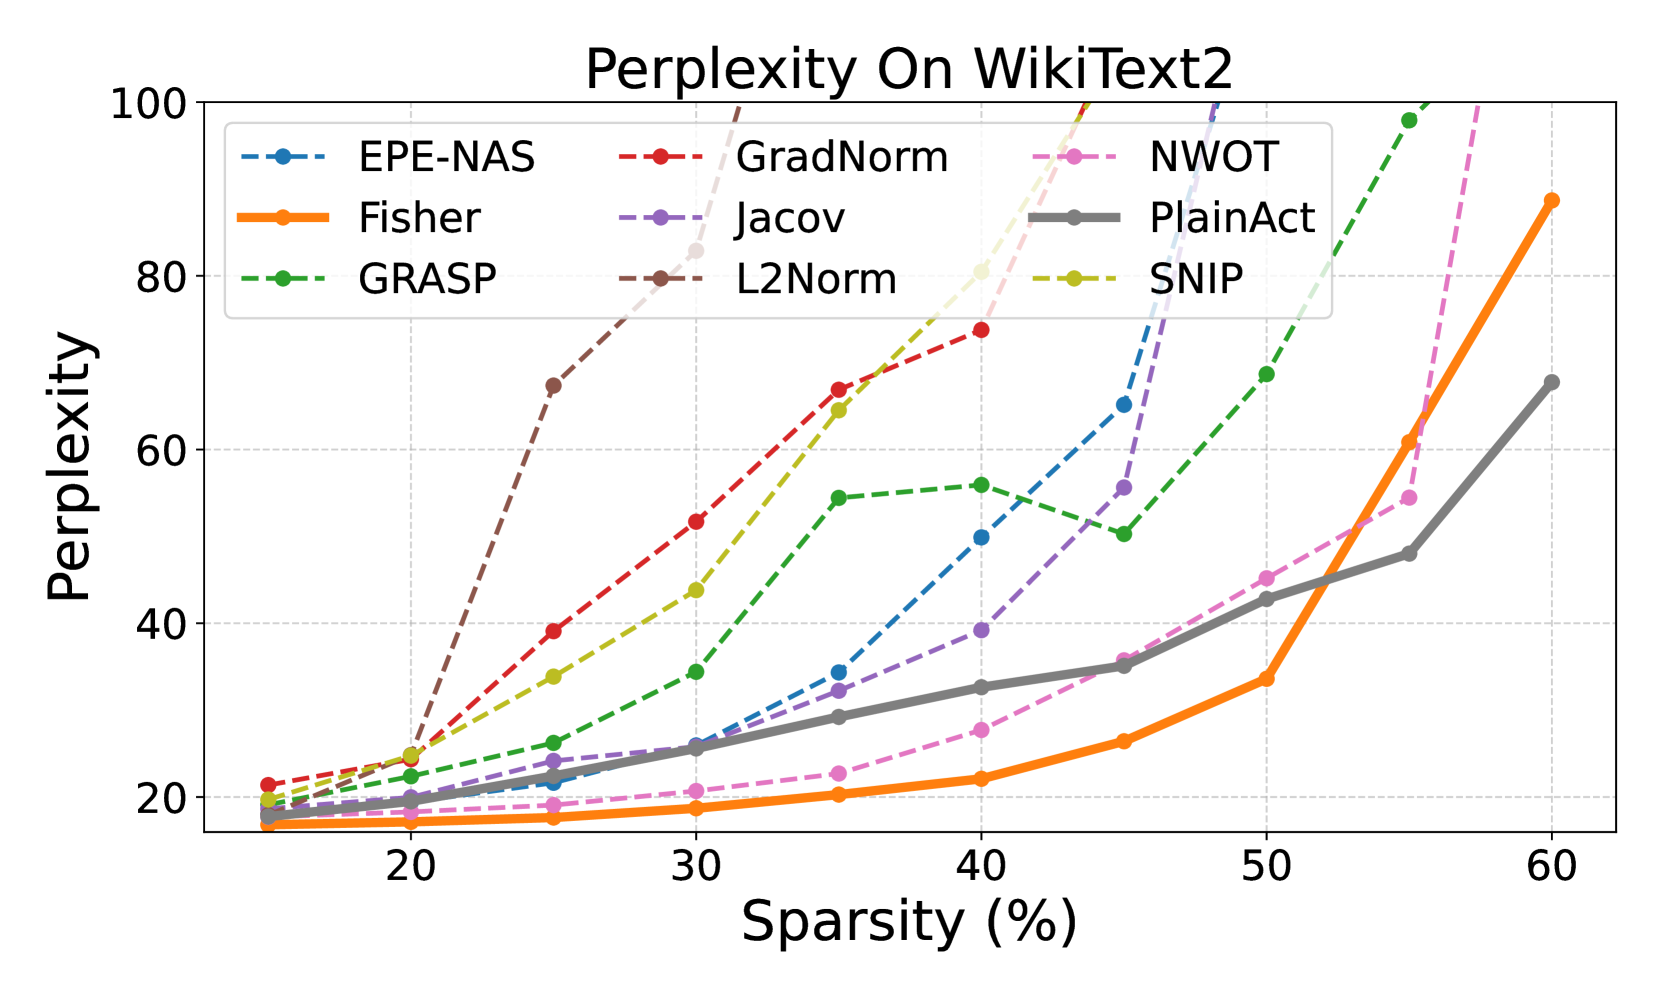 Perplexity On WikiText2
100
80
60
40
20
Perplexity
EPE-NAS
Fisher
GRASP
GradNorm
Jacov
L2Norm
NWOT
PlainAct
SNIP
20 30 40 50 60
Sparsity (%)